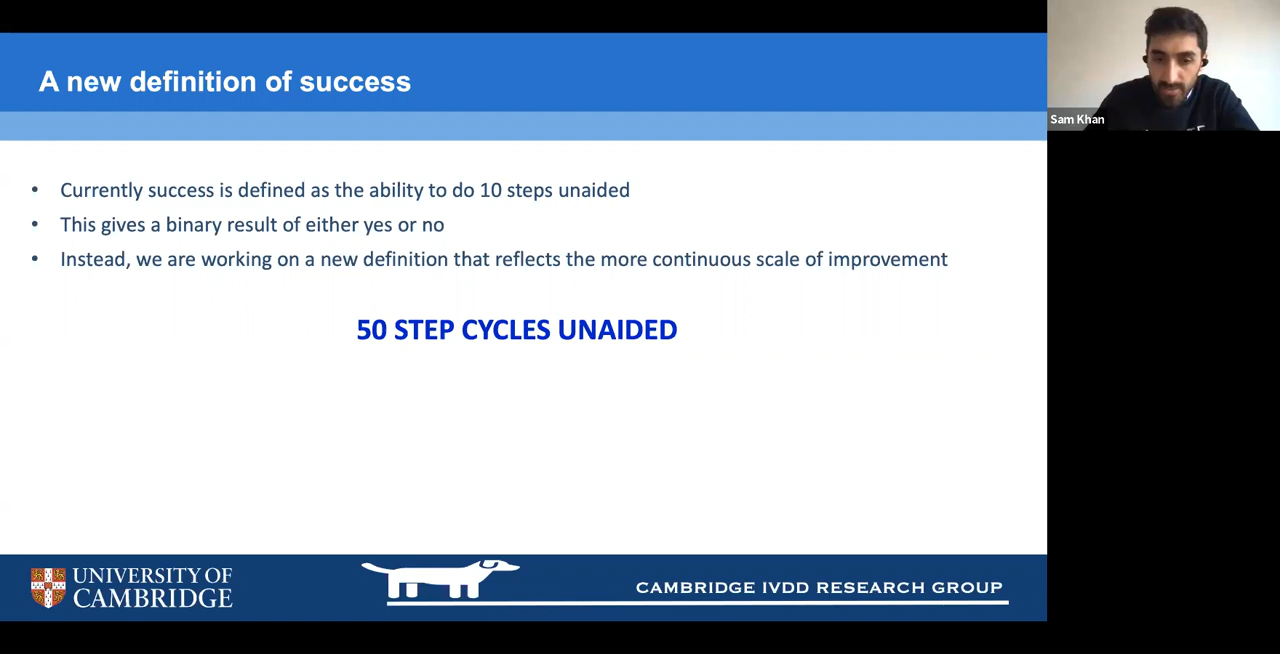 A new definition of success
Sam Khan
• Currently success is defined as the ability to do 10 steps unaided
• This gives a binary result of either yes or no
• Instead, we are working on a new definition that reflects the more continuous scale of improvement
50 STEP CYCLES UNAIDED
UNIVERSITY OF
CAMBRIDGE
CAMBRIDGE IVDD RESEARCH GROUP